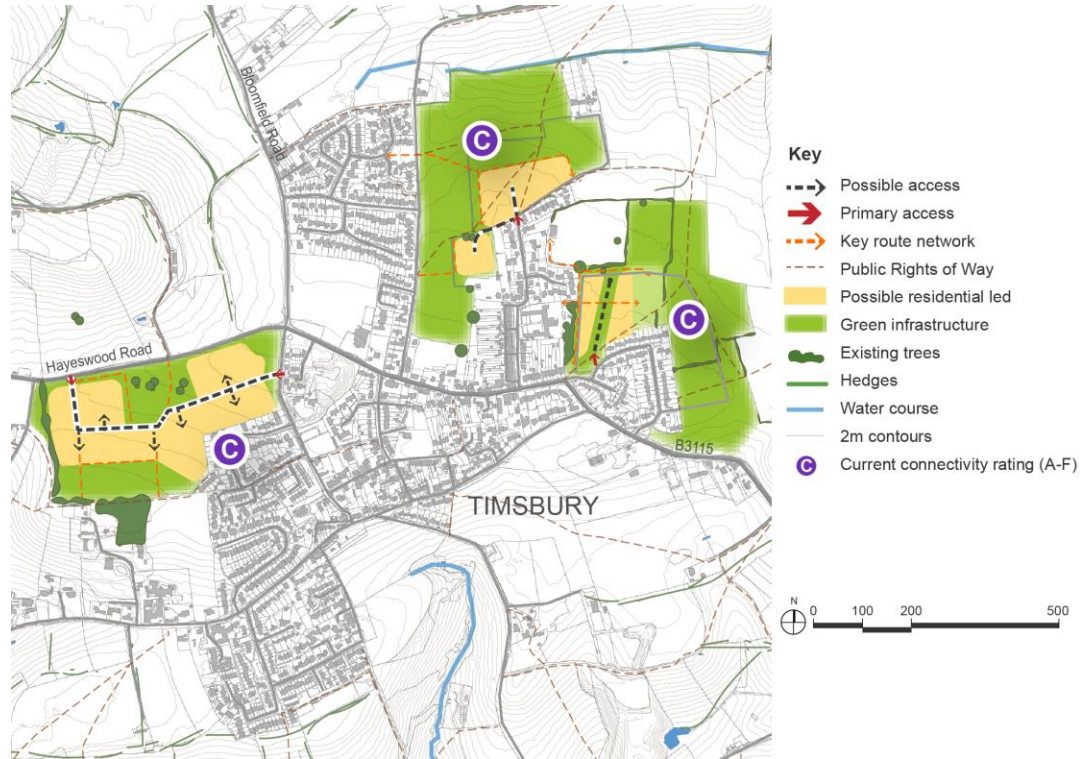 Bloomfield Road
C
C
Hayeswood Road
C
B3115
TIMSBURY
Key
Possible access
Primary access
Key route network
Public Rights of Way
Possible residential led
Green infrastructure
Existing trees
Hedges
Water course
2m contours
C Current connectivity rating (A-F)
N
0 100 200 500